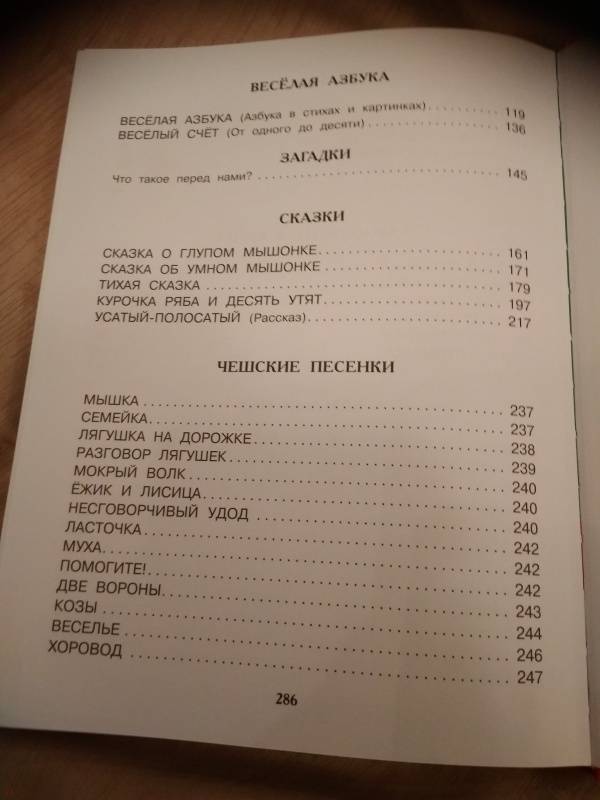 ВЕСЁЛАЯ АЗБУКА
ВЕСЁЛАЯ АЗБУКА (Азбука в стихах и картинках) 119
ВЕСЁЛЫЙ СЧЁТ (От одного до десяти) 136
ЗАГАДКИ
Что такое перед нами? 145
СКАЗКИ
СКАЗКА О ГЛУПОМ МЫШОНКЕ 161
СКАЗКА ОБ УМНОМ МЫШОНКЕ 171
ТИХАЯ СКАЗКА 179
КУРОЧКА РЯБА И ДЕСЯТЬ УТЯТ 197
УСАТЫЙ-ПОЛОСАТЫЙ (Рассказ) 217
ЧЕШСКИЕ ПЕСЕНКИ
МЫШКА 237
СЕМЕЙКА 237
ЛЯГУШКА НА ДОРОЖКЕ 238
РАЗГОВОР ЛЯГУШЕК 239
МОКРЫЙ ВОЛК 240
ЁЖИК И ЛИСИЦА 240
НЕСГОВОРЧИВЫЙ УДОД 240
ЛАСТОЧКА 242
МУХА 242
ПОМОГИТЕ! 242
ДВЕ ВОРОНЫ 243
КОЗЫ 244
ВЕСЕЛЬЕ 246
ХОРОВОД 247
286